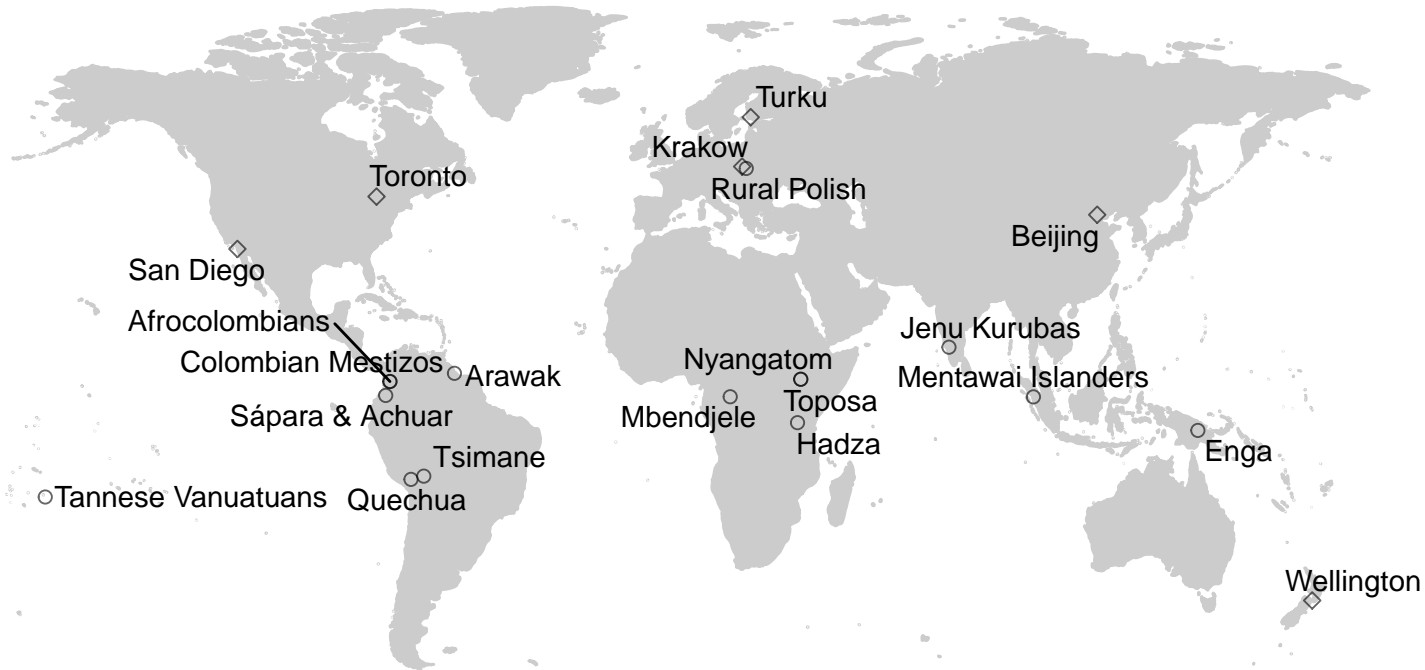 Turku
Krakow
Toronto
Rural Polish
Beijing
San Diego
Afrocolombians
Jenu Kurubas
Colombian Mestizos
Nyangatom
Arawak
Mentawai Islanders
Toposa
Sápara & Achuar
Mbendjele
Hadza
Enga
Tsimane
Tannese Vanuatuans
Quechua
Wellington